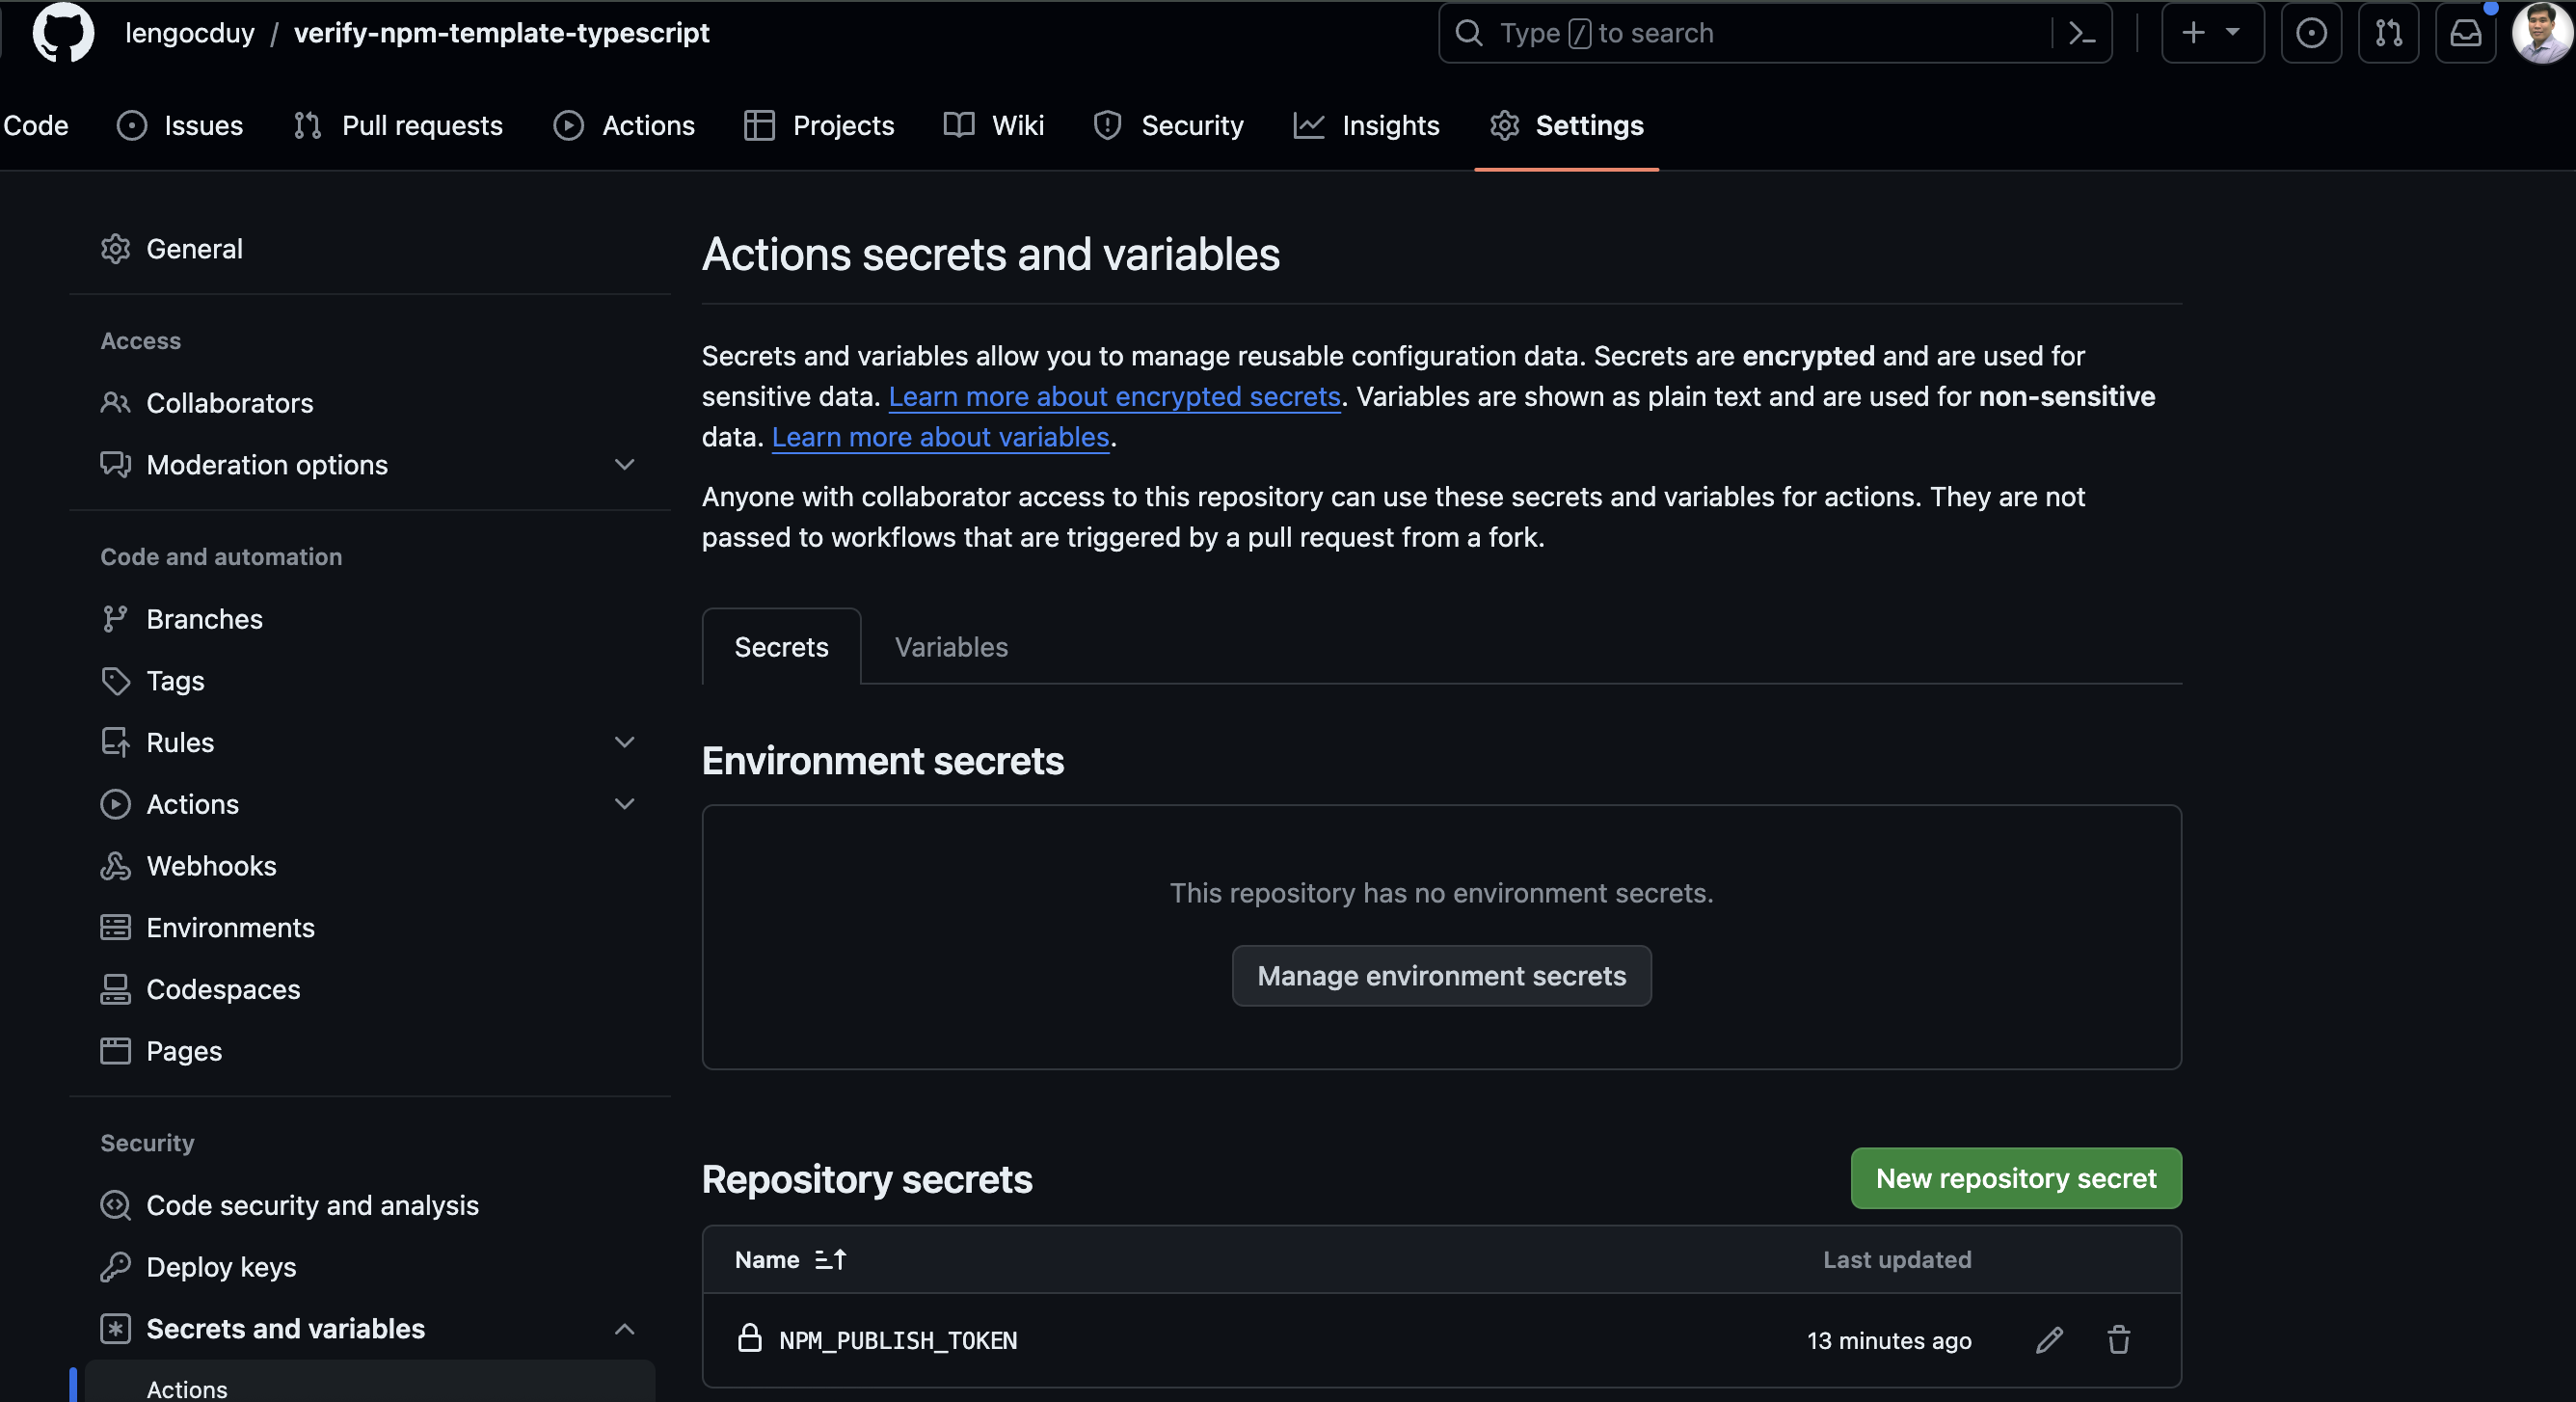 lengocduy / verify-npm-template-typescript
Type / to search
Code
Issues
Pull requests
Actions
Projects
Wiki
Security
Insights
Settings
General
Access
Collaborators
Moderation options
Code and automation
Branches
Tags
Rules
Actions
Webhooks
Environments
Codespaces
Pages
Security
Code security and analysis
Deploy keys
Secrets and variables
Actions
Actions secrets and variables
Secrets and variables allow you to manage reusable configuration data. Secrets are encrypted and are used for
sensitive data. Learn more about encrypted secrets. Variables are shown as plain text and are used for non-sensitive
data. Learn more about variables.
Anyone with collaborator access to this repository can use these secrets and variables for actions. They are not
passed to workflows that are triggered by a pull request from a fork.
Secrets
Variables
Environment secrets
This repository has no environment secrets.
Manage environment secrets
Repository secrets
New repository secret
Name
Last updated
NPM_PUBLISH_TOKEN
13 minutes ago